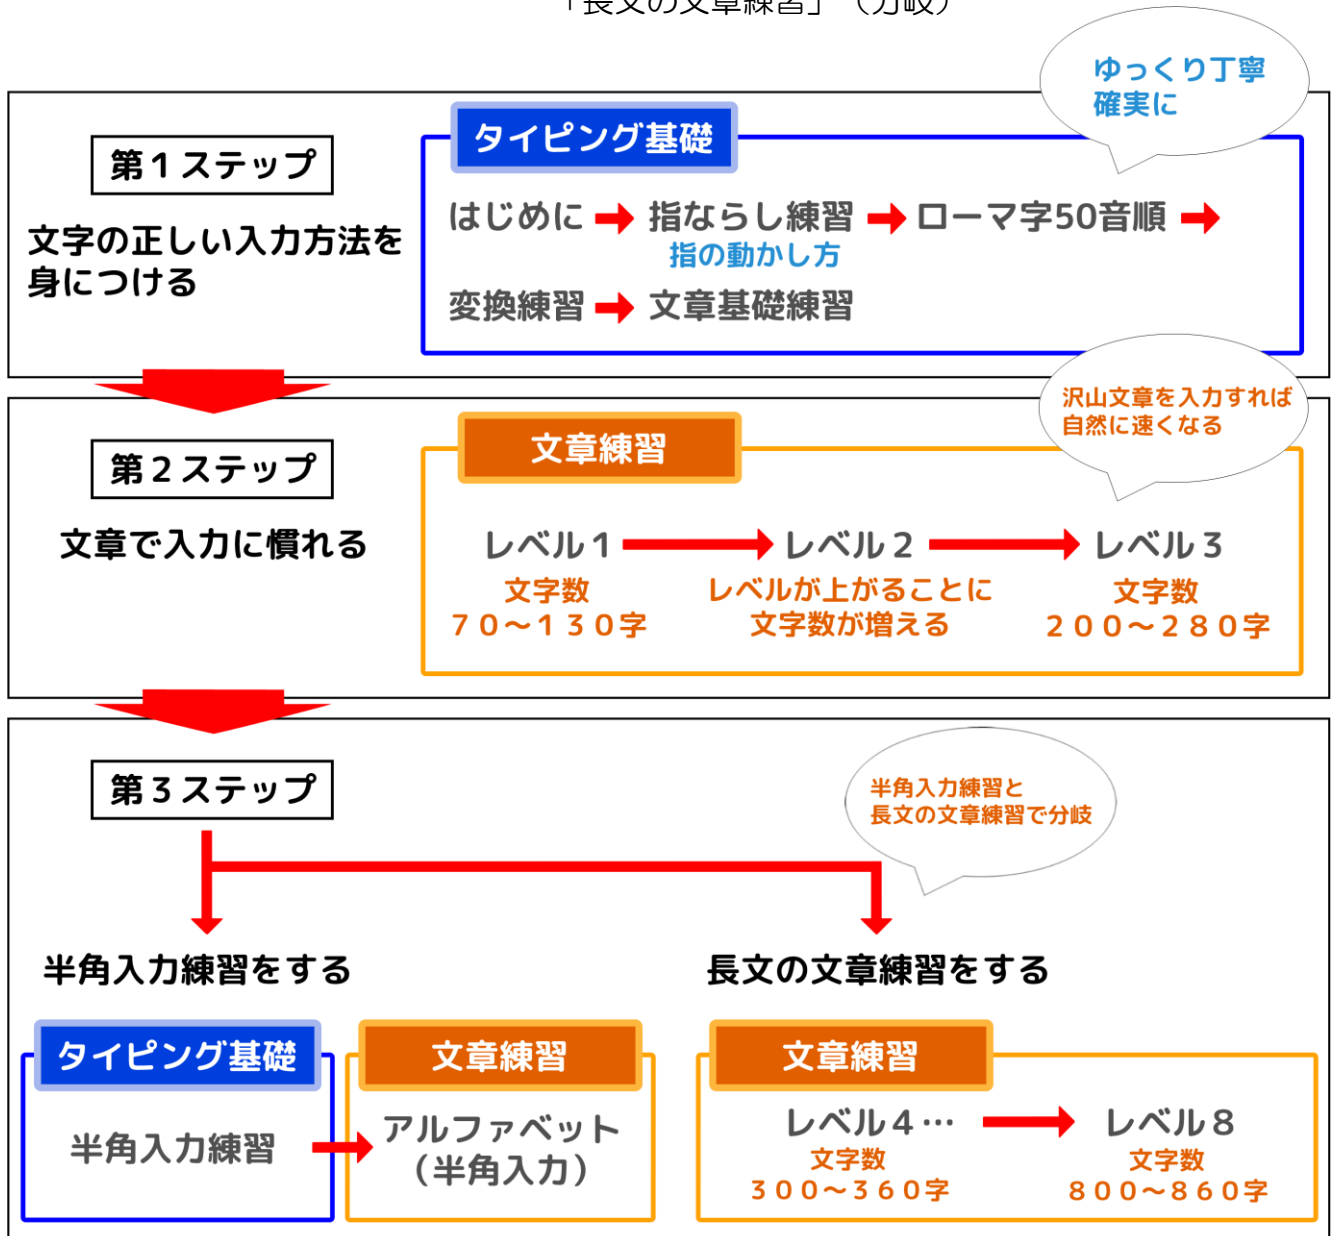 「長文の文章練習」（分岐）
ゆっくり丁寧
確実に
第１ステップ
文字の正しい入力方法を
身につける
タイピング基礎
はじめに
指ならし練習
ローマ字50音順
指の動かし方
変換練習
文章基礎練習
沢山文章を入力すれば
自然に速くなる
第２ステップ
文章で入力に慣れる
文章練習
レベル１
レベル２
レベル３
文字数
７０～１３０字
レベルが上がることに
文字数が増える
文字数
２００～２８０字
第３ステップ
半角入力練習と
長文の文章練習で分岐
半角入力練習をする
長文の文章練習をする
タイピング基礎
半角入力練習
文章練習
アルファベット
（半角入力）
文章練習
レベル４…
文字数
３００～３６０字
レベル８
文字数
８００～８６０字